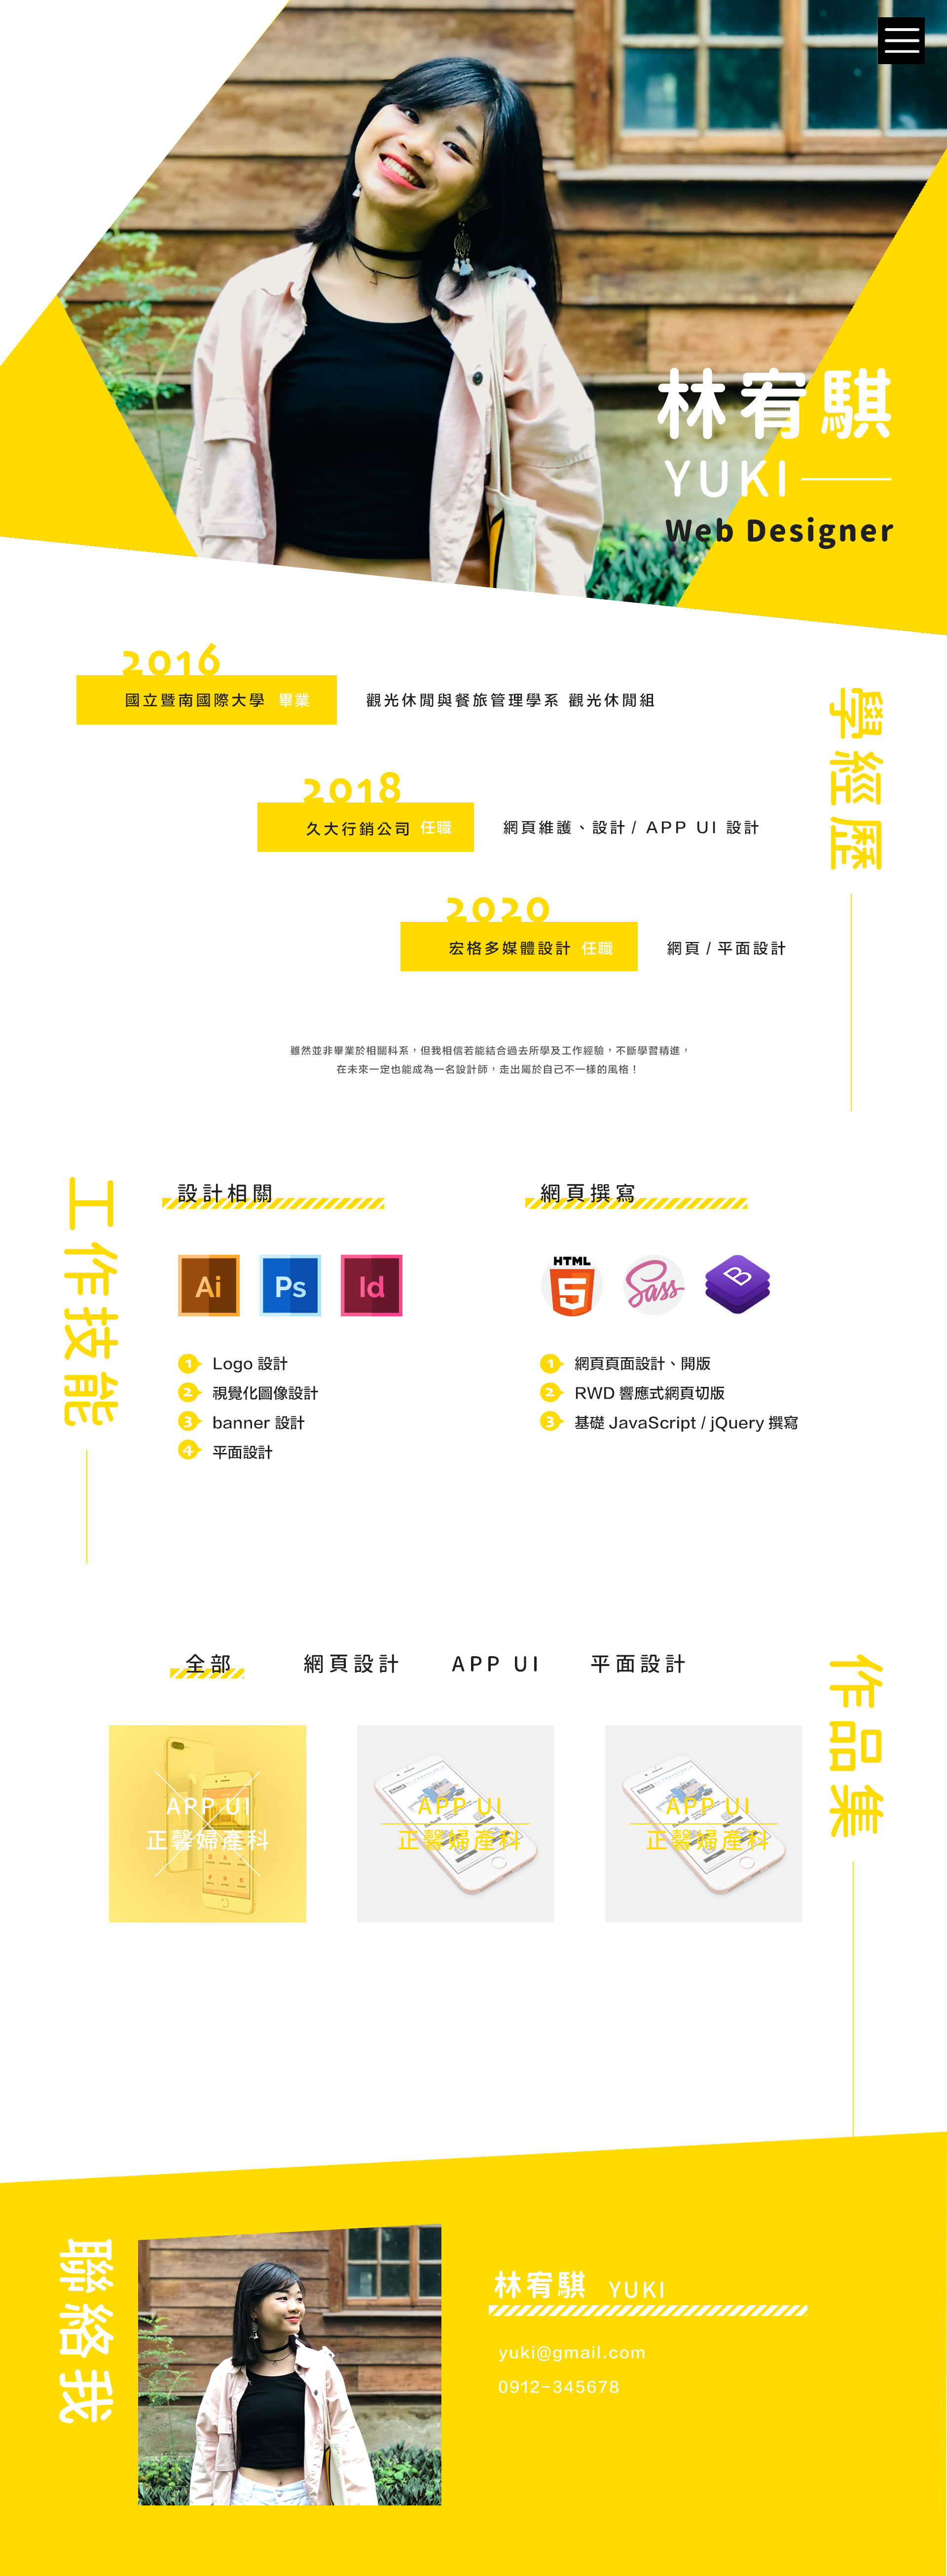 林宥騏
YUKI
Web Designer
學經歷
2016
國立暨南國際大學 畢業 觀光休閒與餐旅管理學系 觀光休閒組
2018
久大行銷公司 任職 網頁維護、設計 / APP UI 設計
2020
宏格多媒體設計 任職 網頁 / 平面設計
雖然並非畢業於相關科系，但我相信若能結合過去所學及工作經驗，不斷學習精進，
在未來一定也能成為一名設計師，走出屬於自己不一樣的風格！
工作技能
設計相關
Ai Ps Id
1 Logo 設計
2 視覺化圖像設計
3 banner 設計
4 平面設計
網頁撰寫
HTML
5
Sass
B
1 網頁頁面設計、開版
2 RWD 響應式網頁切版
3 基礎 JavaScript / jQuery 撰寫
作品集
全部 網頁設計 APP UI 平面設計
APP UI
正馨婦產科
APP UI
正馨婦產科
APP UI
正馨婦產科
聯絡我
林宥騏 YUKI
yuki@gmail.com
0912-345678